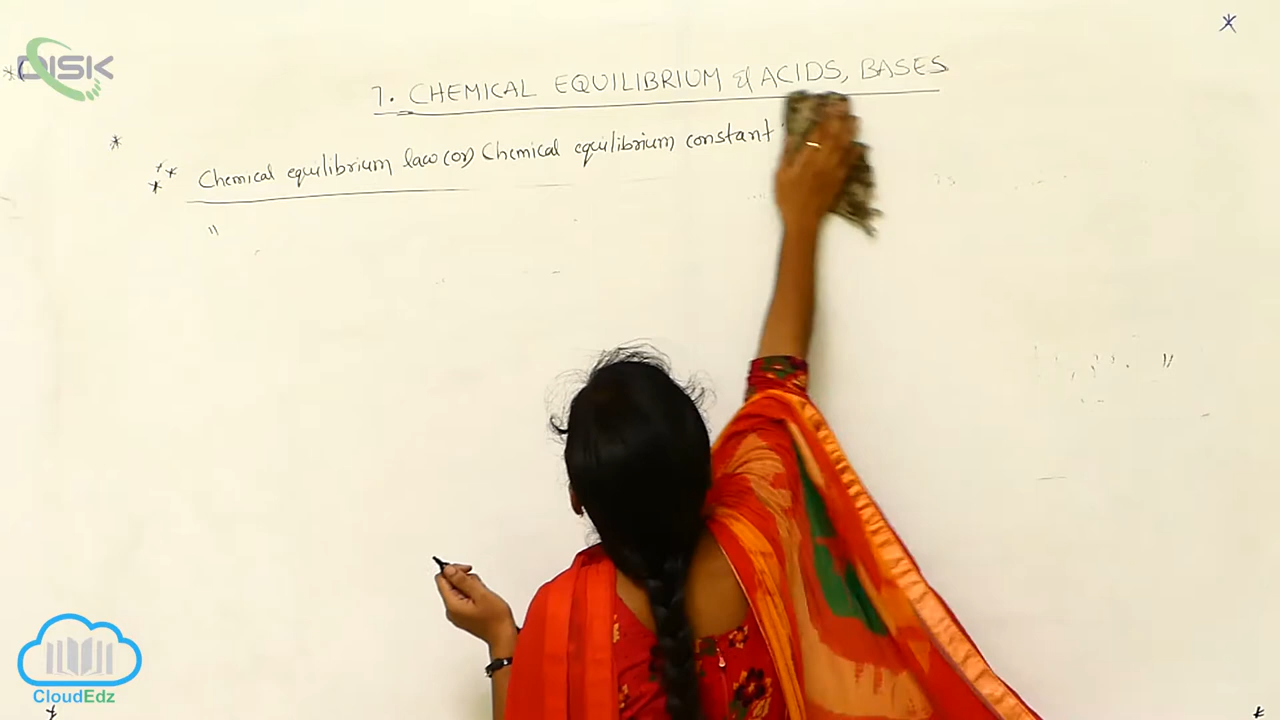 DISK
7. CHEMICAL EQUILIBRIUM & ACIDS, BASES
Chemical equilibrium law (or) Chemical equilibrium constant
"
"
CloudEdz